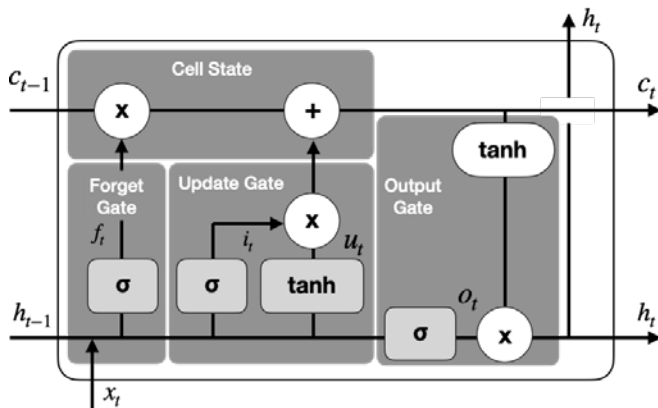 h_t
c_{t-1}
Cell State
c_t
x
+
tanh
Forget
Gate
Update Gate
Output
Gate
x
f_t
i_t
u_t
σ
σ
tanh
h_{t-1}
σ
o_t
x
h_t
x_t